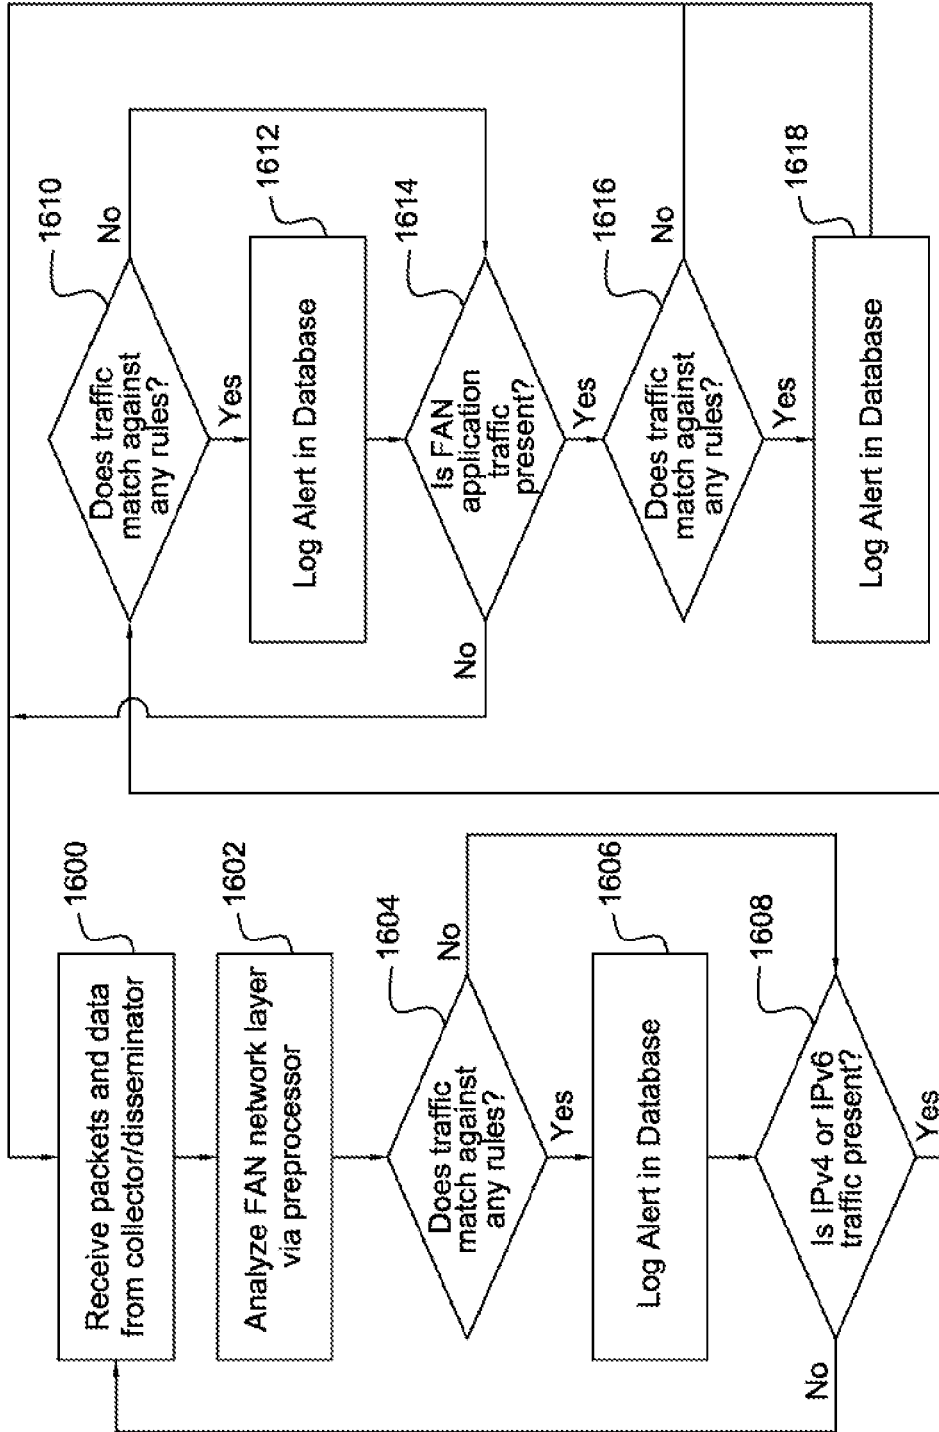 1600
Receive packets and data
from collector/disseminator
1602
Analyze FAN network layer
via preprocessor
1604
Does traffic
match against
any rules?
No
Yes
1606
Log Alert in Database
1608
Is IPv4 or IPv6
traffic present?
No
Yes
1610
Does traffic
match against
any rules?
No
Yes
1612
Log Alert in Database
1614
Is FAN
application
traffic
present?
No
Yes
1616
Does traffic
match against
any rules?
No
Yes
1618
Log Alert in Database